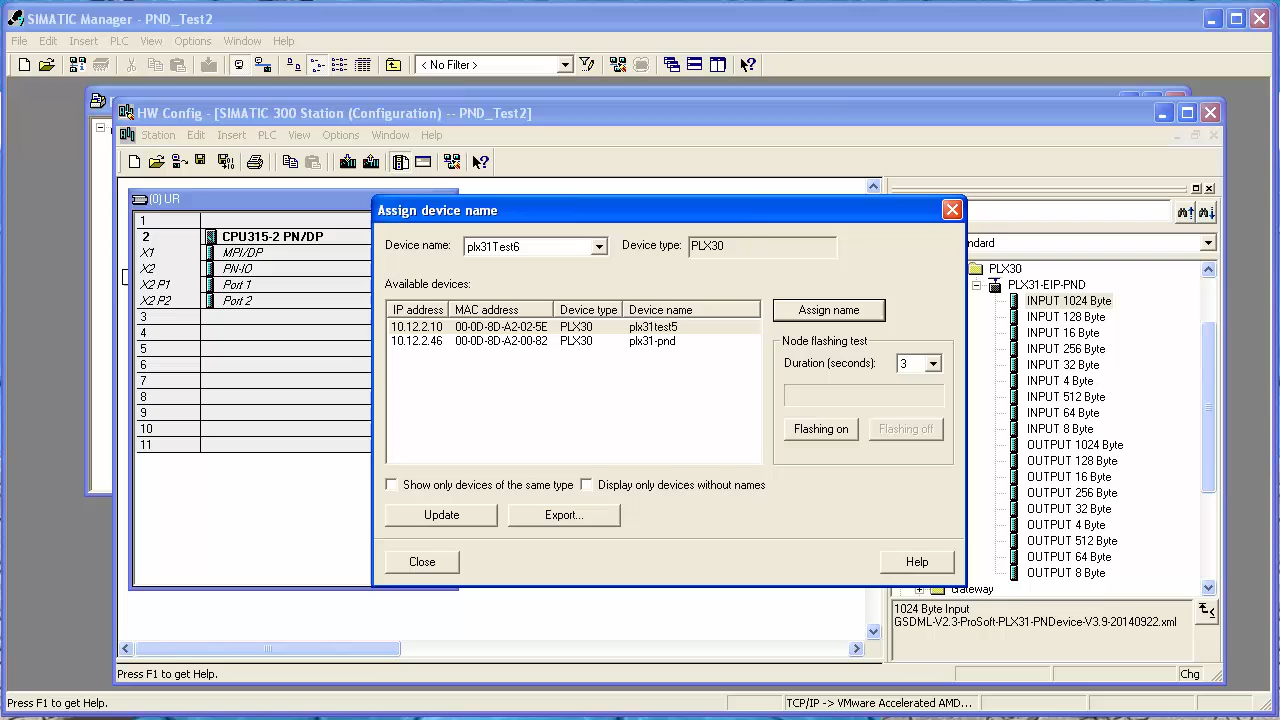 SIMATIC Manager - PND_Test2
File Edit Insert PLC View Options Window Help
< No Filter >
HW Config - [SIMATIC 300 Station (Configuration) -- PND_Test2]
Station Edit Insert PLC View Options Window Help
(0) UR
1
2 CPU315-2 PN/DP
X1 MPI/DP
X2 PN-IO
X2 P1 Port 1
X2 P2 Port 2
3
4
5
6
7
8
9
10
11
Assign device name
Device name: plx31Test6 Device type: PLX30
Available devices:
IP address MAC address Device type Device name
10.12.2.10 00-0D-8D-A2-02-5E PLX30 plx31test5
10.12.2.46 00-0D-8D-A2-00-82 PLX30 plx31-pnd
Assign name
Node flashing test
Duration (seconds): 3
Flashing on Flashing off
Show only devices of the same type Display only devices without names
Update Export...
Close Help
ndard
PLX30
PLX31-EIP-PND
INPUT 1024 Byte
INPUT 128 Byte
INPUT 16 Byte
INPUT 256 Byte
INPUT 32 Byte
INPUT 4 Byte
INPUT 512 Byte
INPUT 64 Byte
INPUT 8 Byte
OUTPUT 1024 Byte
OUTPUT 128 Byte
OUTPUT 16 Byte
OUTPUT 256 Byte
OUTPUT 32 Byte
OUTPUT 4 Byte
OUTPUT 512 Byte
OUTPUT 64 Byte
OUTPUT 8 Byte
Gateway
1024 Byte Input
GSDML-V2.3-ProSoft-PLX31-PNDevice-V3.9-20140922.xml
Press F1 to get Help. Chg
Press F1 to get Help. TCP/IP -> VMware Accelerated AMD...